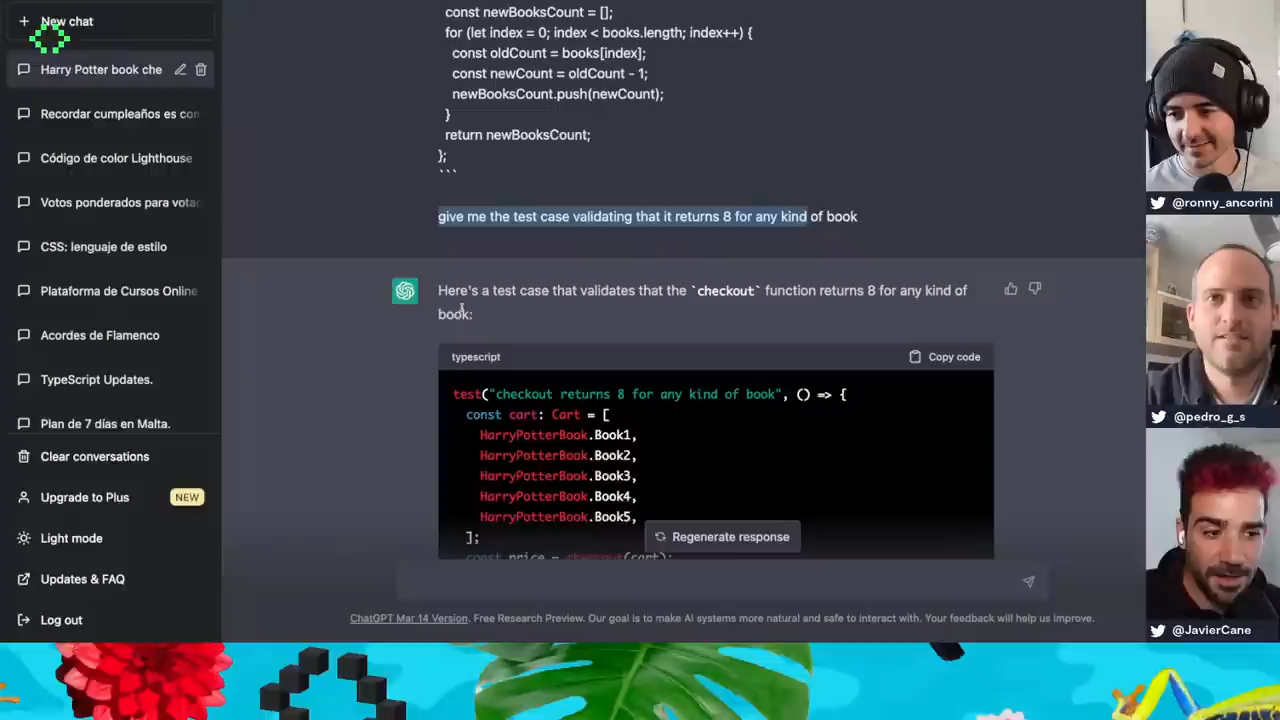 New chat
Harry Potter book che
Recordar cumpleaños es con
Código de color Lighthouse
Votos ponderados para vota
CSS: lenguaje de estilo
Plataforma de Cursos Online
Acordes de Flamenco
TypeScript Updates.
Plan de 7 días en Malta.
Clear conversations
Upgrade to Plus NEW
Light mode
Updates & FAQ
Log out
const newBooksCount = [];
for (let index = 0; index < books.length; index++) {
const oldCount = books[index];
const newCount = oldCount - 1;
newBooksCount.push(newCount);
}
return newBooksCount;
};
```
give me the test case validating that it returns 8 for any kind of book
Here's a test case that validates that the `checkout` function returns 8 for any kind of
book:
typescript Copy code
test("checkout returns 8 for any kind of book", () => {
const cart: Cart = [
HarryPotterBook.Book1,
HarryPotterBook.Book2,
HarryPotterBook.Book3,
HarryPotterBook.Book4,
HarryPotterBook.Book5,
];
const price = checkout(cart);
Regenerate response
ChatGPT Mar 14 Version. Free Research Preview. Our goal is to make AI systems more natural and safe to interact with. Your feedback will help us improve.
@ronny_ancorini
@pedro_g_s
@JavierCane